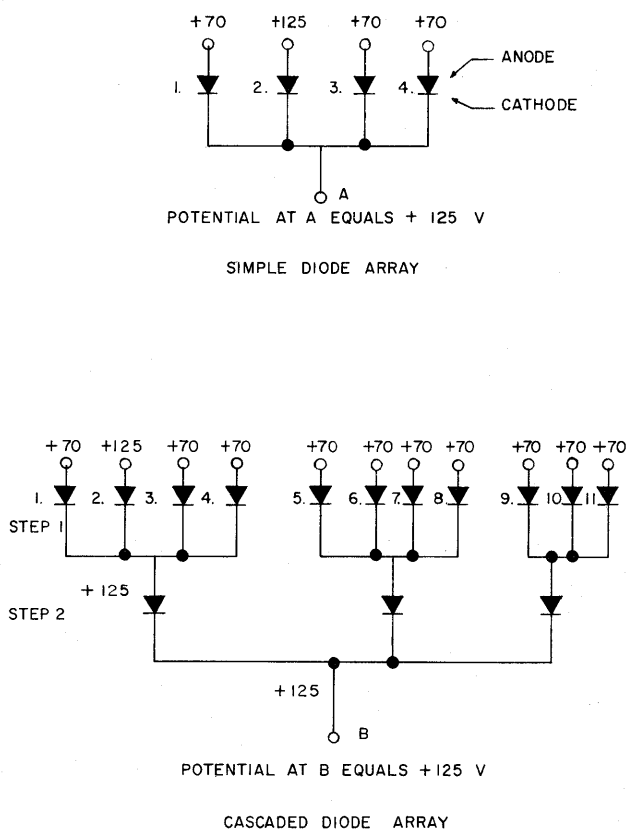 +70 +125 +70 +70
ANODE
1. 2. 3. 4.
CATHODE
A
POTENTIAL AT A EQUALS + 125 V
SIMPLE DIODE ARRAY
+70 +125 +70 +70 +70 +70 +70 +70 +70 +70 +70
1. 2. 3. 4. 5. 6. 7. 8. 9. 10. 11.
STEP 1
+125
STEP 2
+125
B
POTENTIAL AT B EQUALS +125 V
CASCADED DIODE ARRAY